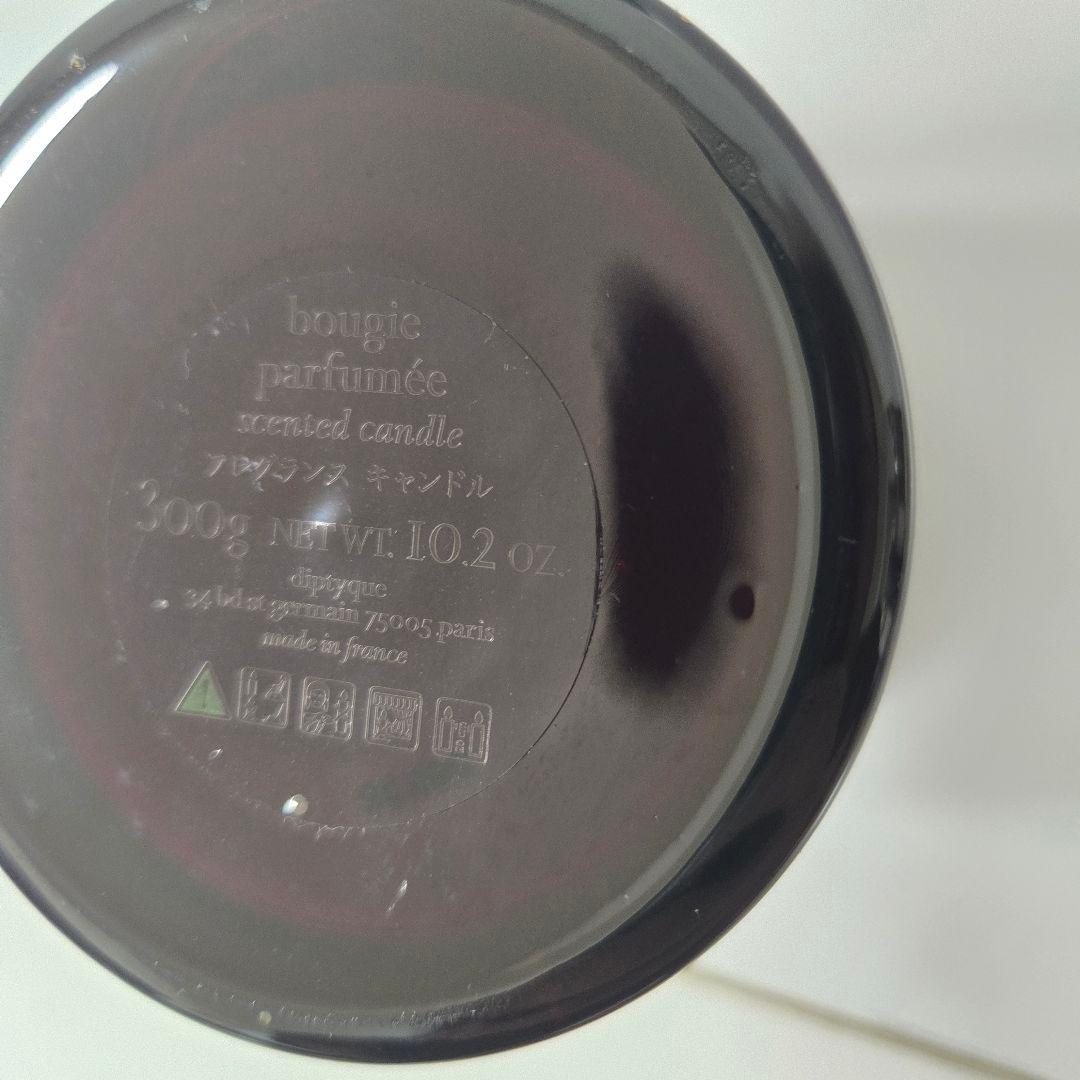 bougie
parfumée
scented candle
フレグランス キャンドル
300g NET WT. 10.2 oz.
diptyque
34 bd st germain 75005 paris
made in france